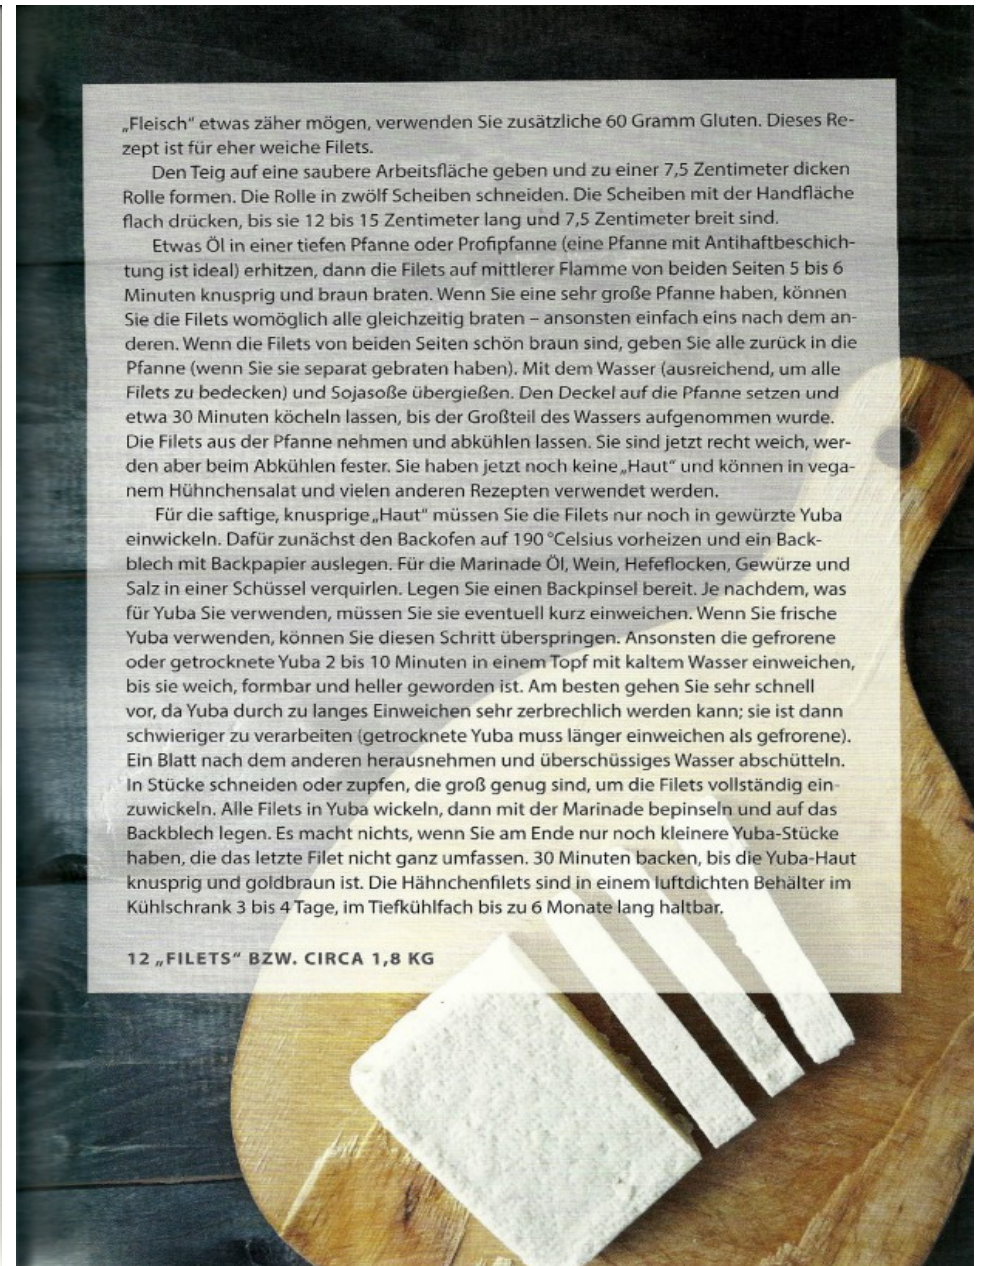 „Fleisch“ etwas zäher mögen, verwenden Sie zusätzliche 60 Gramm Gluten. Dieses Re-
zept ist für eher weiche Filets.
Den Teig auf eine saubere Arbeitsfläche geben und zu einer 7,5 Zentimeter dicken
Rolle formen. Die Rolle in zwölf Scheiben schneiden. Die Scheiben mit der Handfläche
flach drücken, bis sie 12 bis 15 Zentimeter lang und 7,5 Zentimeter breit sind.
Etwas Öl in einer tiefen Pfanne oder Profipfanne (eine Pfanne mit Antihaftbeschich-
tung ist ideal) erhitzen, dann die Filets auf mittlerer Flamme von beiden Seiten 5 bis 6
Minuten knusprig und braun braten. Wenn Sie eine sehr große Pfanne haben, können
Sie die Filets womöglich alle gleichzeitig braten – ansonsten einfach eins nach dem an-
deren. Wenn die Filets von beiden Seiten schön braun sind, geben Sie alle zurück in die
Pfanne (wenn Sie sie separat gebraten haben). Mit dem Wasser (ausreichend, um alle
Filets zu bedecken) und Sojasoße übergießen. Den Deckel auf die Pfanne setzen und
etwa 30 Minuten köcheln lassen, bis der Großteil des Wassers aufgenommen wurde.
Die Filets aus der Pfanne nehmen und abkühlen lassen. Sie sind jetzt recht weich, wer-
den aber beim Abkühlen fester. Sie haben jetzt noch keine „Haut“ und können in vega-
nem Hühnchensalat und vielen anderen Rezepten verwendet werden.
Für die saftige, knusprige „Haut“ müssen Sie die Filets nur noch in gewürzte Yuba
einwickeln. Dafür zunächst den Backofen auf 190 °Celsius vorheizen und ein Back-
blech mit Backpapier auslegen. Für die Marinade Öl, Wein, Hefeflocken, Gewürze und
Salz in einer Schüssel verquirlen. Legen Sie einen Backpinsel bereit. Je nachdem, was
für Yuba Sie verwenden, müssen Sie sie eventuell kurz einweichen. Wenn Sie frische
Yuba verwenden, können Sie diesen Schritt überspringen. Ansonsten die gefrorene
oder getrocknete Yuba 2 bis 10 Minuten in einem Topf mit kaltem Wasser einweichen,
bis sie weich, formbar und heller geworden ist. Am besten gehen Sie sehr schnell
vor, da Yuba durch zu langes Einweichen sehr zerbrechlich werden kann; sie ist dann
schwieriger zu verarbeiten (getrocknete Yuba muss länger einweichen als gefrorene).
Ein Blatt nach dem anderen herausnehmen und überschüssiges Wasser abschütteln.
In Stücke schneiden oder zupfen, die groß genug sind, um die Filets vollständig ein-
zuwickeln. Alle Filets in Yuba wickeln, dann mit der Marinade bepinseln und auf das
Backblech legen. Es macht nichts, wenn Sie am Ende nur noch kleinere Yuba-Stücke
haben, die das letzte Filet nicht ganz umfassen. 30 Minuten backen, bis die Yuba-Haut
knusprig und goldbraun ist. Die Hähnchenfilets sind in einem luftdichten Behälter im
Kühlschrank 3 bis 4 Tage, im Tiefkühlfach bis zu 6 Monate lang haltbar.
12 „FILETS“ BZW. CIRCA 1,8 KG